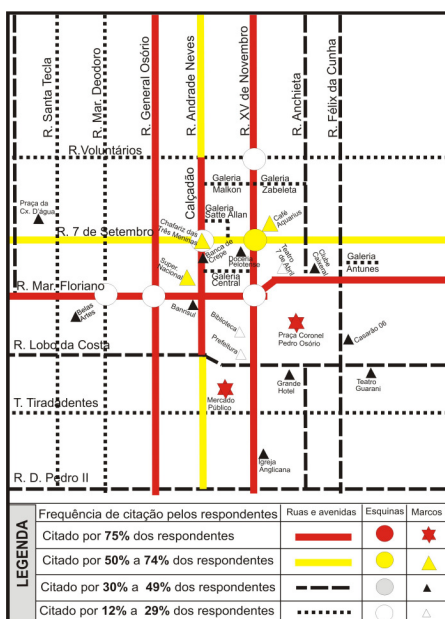 R. Santa Tecla
R. Mar. Deodoro
R. General Osório
R. Andrade Neves
R. XV de Novembro
R. Anchieta
R. Félix da Cunha
R.Voluntários
Calçadão
Galeria
Malkon
Galeria
Zabeleta
Praça da
Cx. D'água
Galeria
Satte Allan
Café
Aquarius
R. 7 de Setembro
Chafariz das
Três Meninas
Banca de
Crepe
Doceria
Pelotense
Teatro
7 de Abril
Clube
Caixeiral
Galeria
Antunes
Super
Nacional
Galeria
Central
R. Mar. Floriano
Belas
Artes
Banrisul
Biblioteca
Praça Coronel
Pedro Osório
Casarão 06
R. Lobo da Costa
Prefeitura
Mercado
Público
Grande
Hotel
Teatro
Guarani
T. Tiradadentes
Igreja
Anglicana
R. D. Pedro II
LEGENDA
Frequência de citação pelos respondentes
Ruas e avenidas
Esquinas
Marcos
Citado por 75% dos respondentes
Citado por 50% a 74% dos respondentes
Citado por 30% a 49% dos respondentes
Citado por 12% a 29% dos respondentes